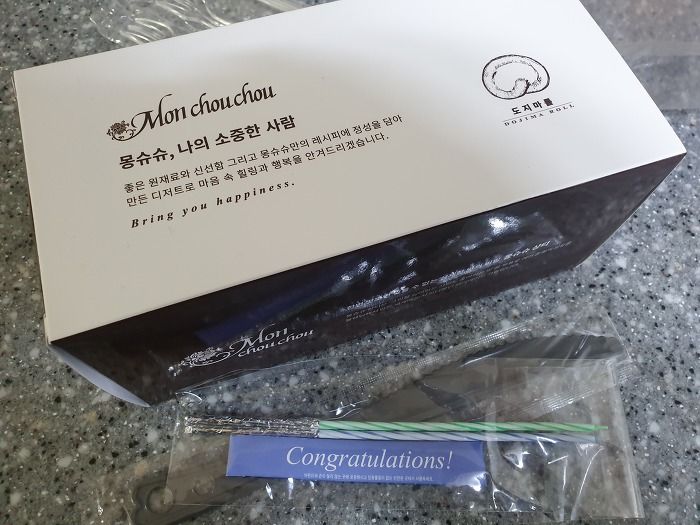 Mon chouchou
몽슈슈, 나의 소중한 사람
좋은 원재료와 신선함 그리고 몽슈슈만의 레시피에 정성을 담아
만든 디저트로 마음 속 힐링과 행복을 안겨드리겠습니다.
Bring you happiness.
도지마롤
DOJIMA ROLL
Mon
chouchou
Congratulations!